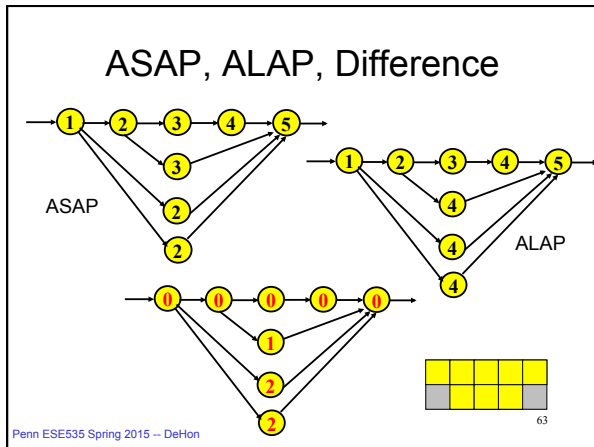 ASAP, ALAP, Difference
1 2 3 4 5
3
2
2
ASAP
1 2 3 4 5
4
4
4
ALAP
0 0 0 0 0
1
2
2
63
Penn ESE535 Spring 2015 -- DeHon